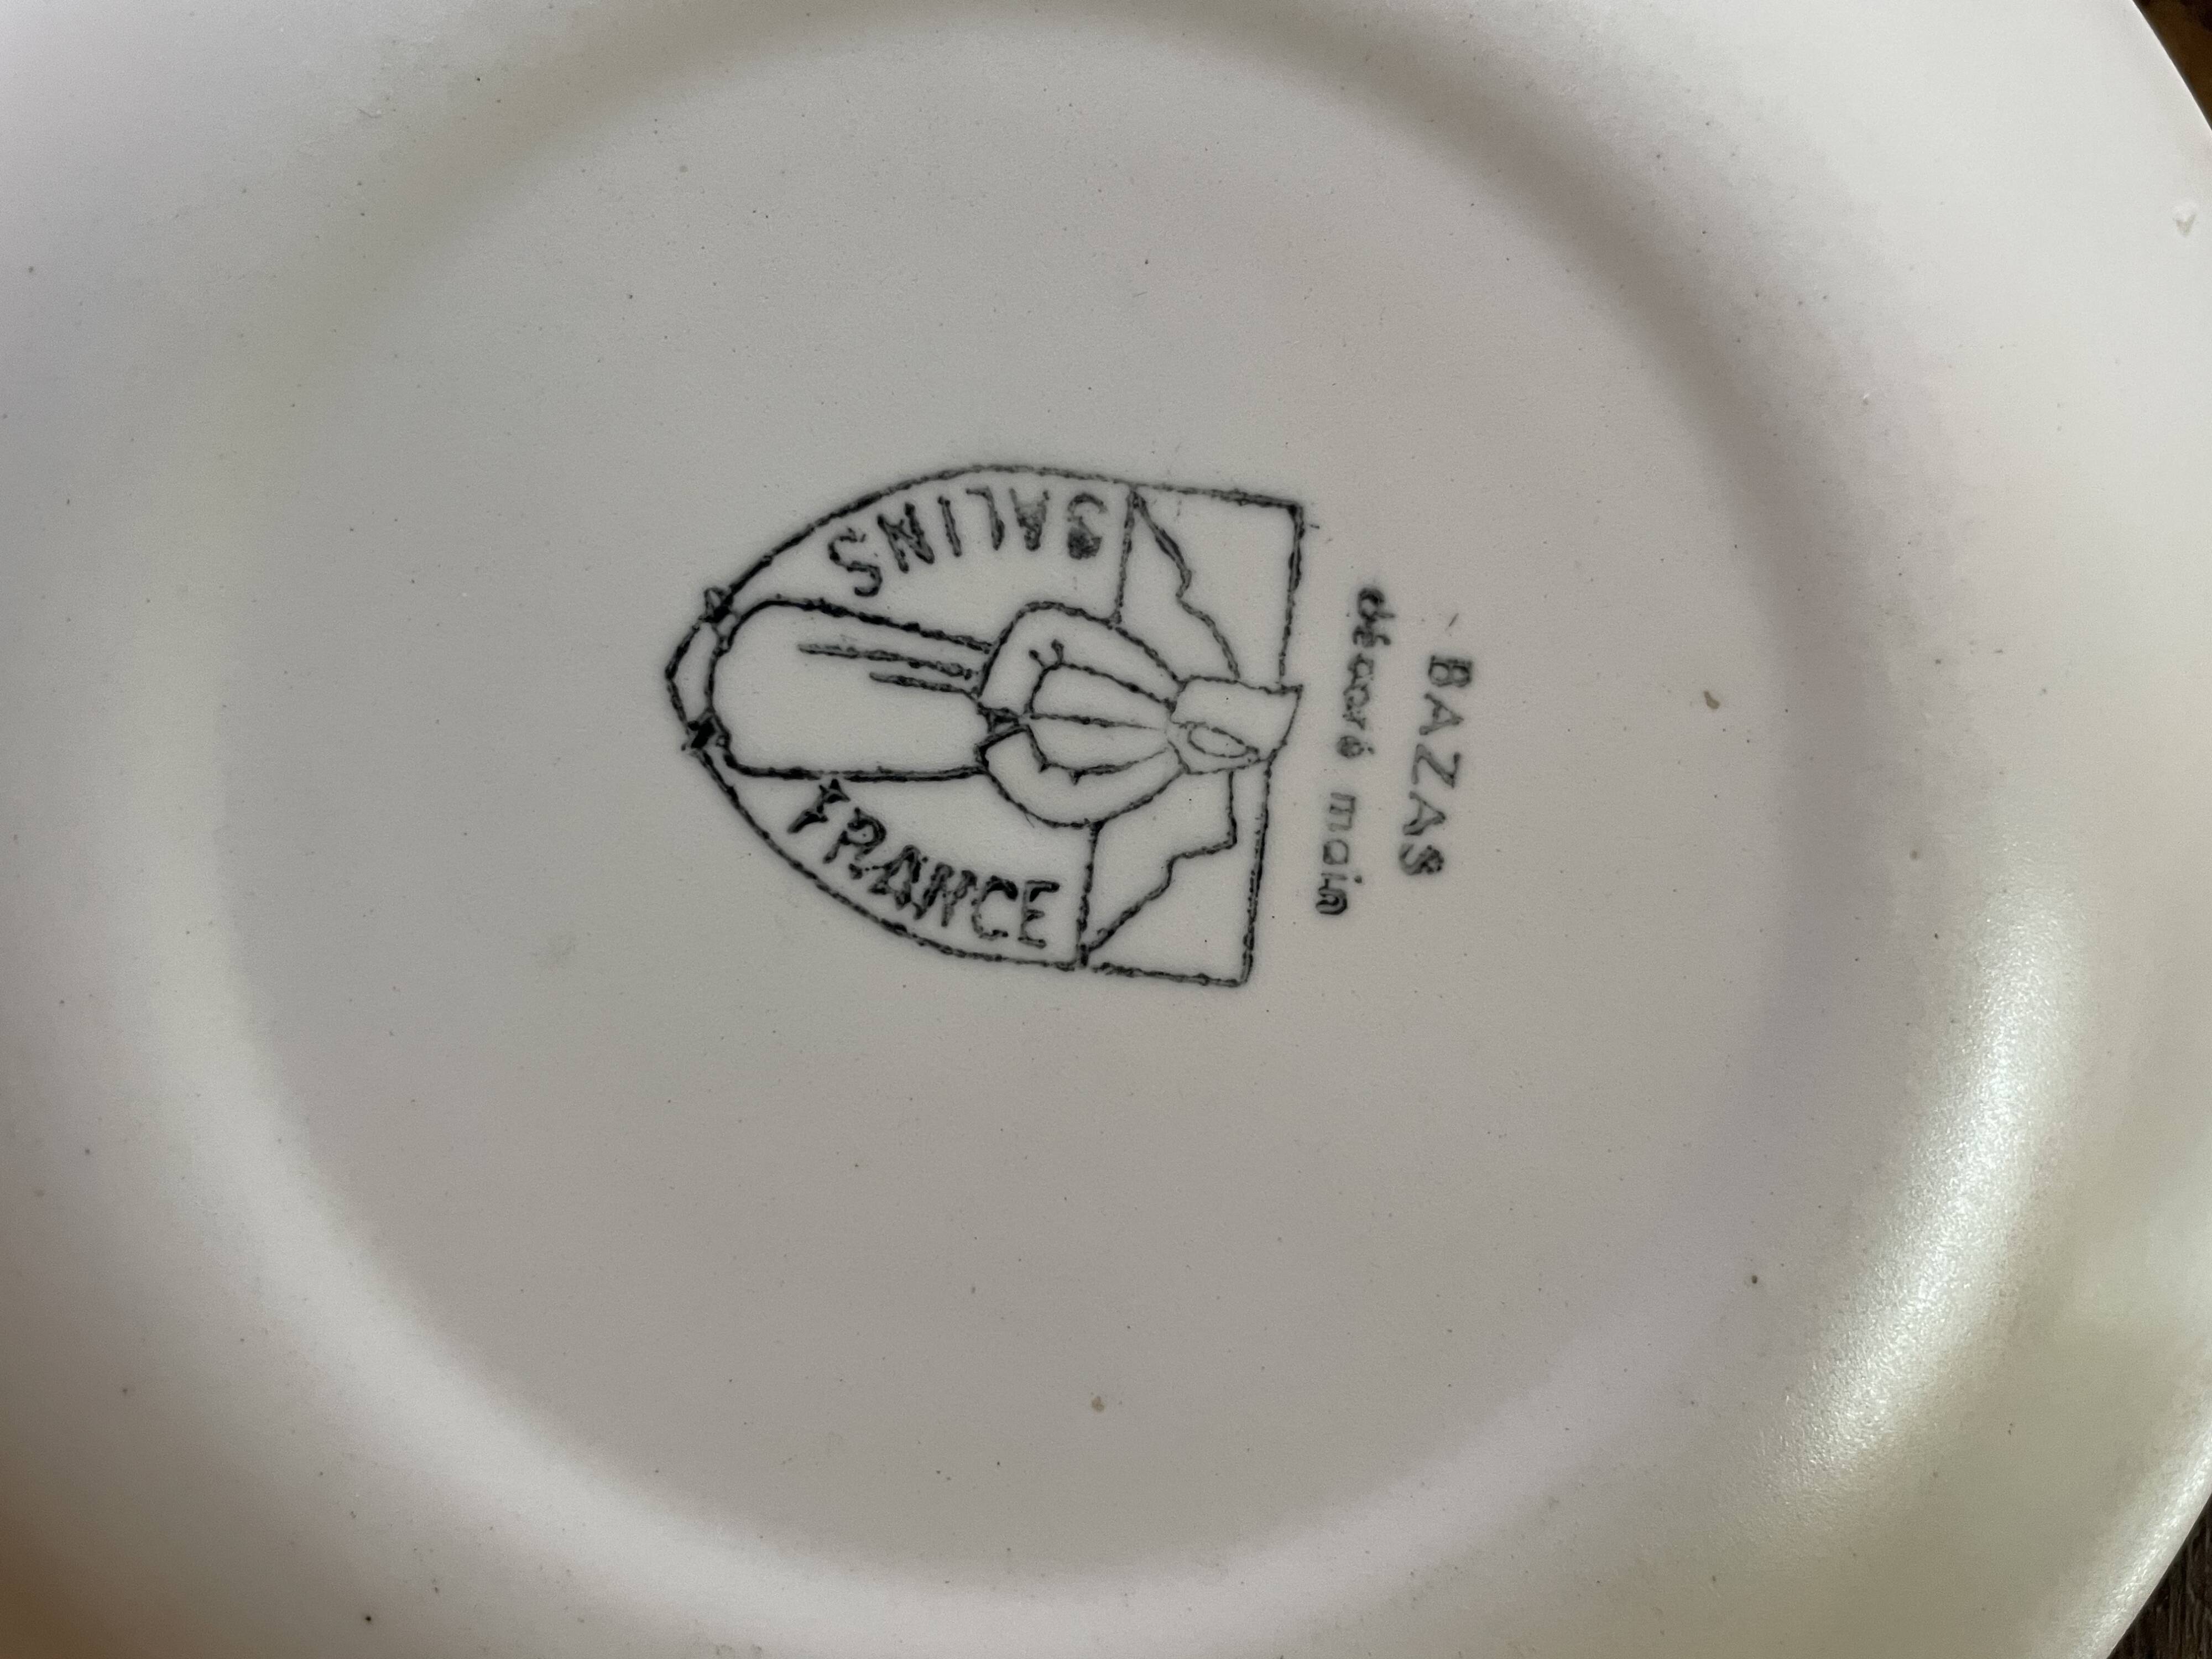 BAZAS
décoré main
SALINS
FRANCE